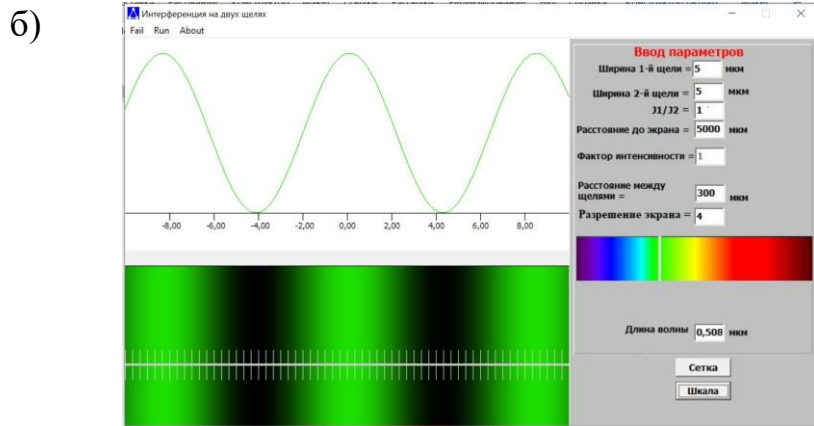 б)
Интерференция на двух щелях
Fail Run About
Ввод параметров
Ширина 1-й щели = 5 мкм
Ширина 2-й щели = 5 мкм
J1/J2 = 1
Расстояние до экрана = 5000 мкм
Фактор интенсивности = 1
Расстояние между
щелями = 300 мкм
Разрешение экрана = 4
-8,00 -6,00 -4,00 -2,00 0,00 2,00 4,00 6,00 8,00
Длина волны 0,508 мкм
Сетка
Шкала